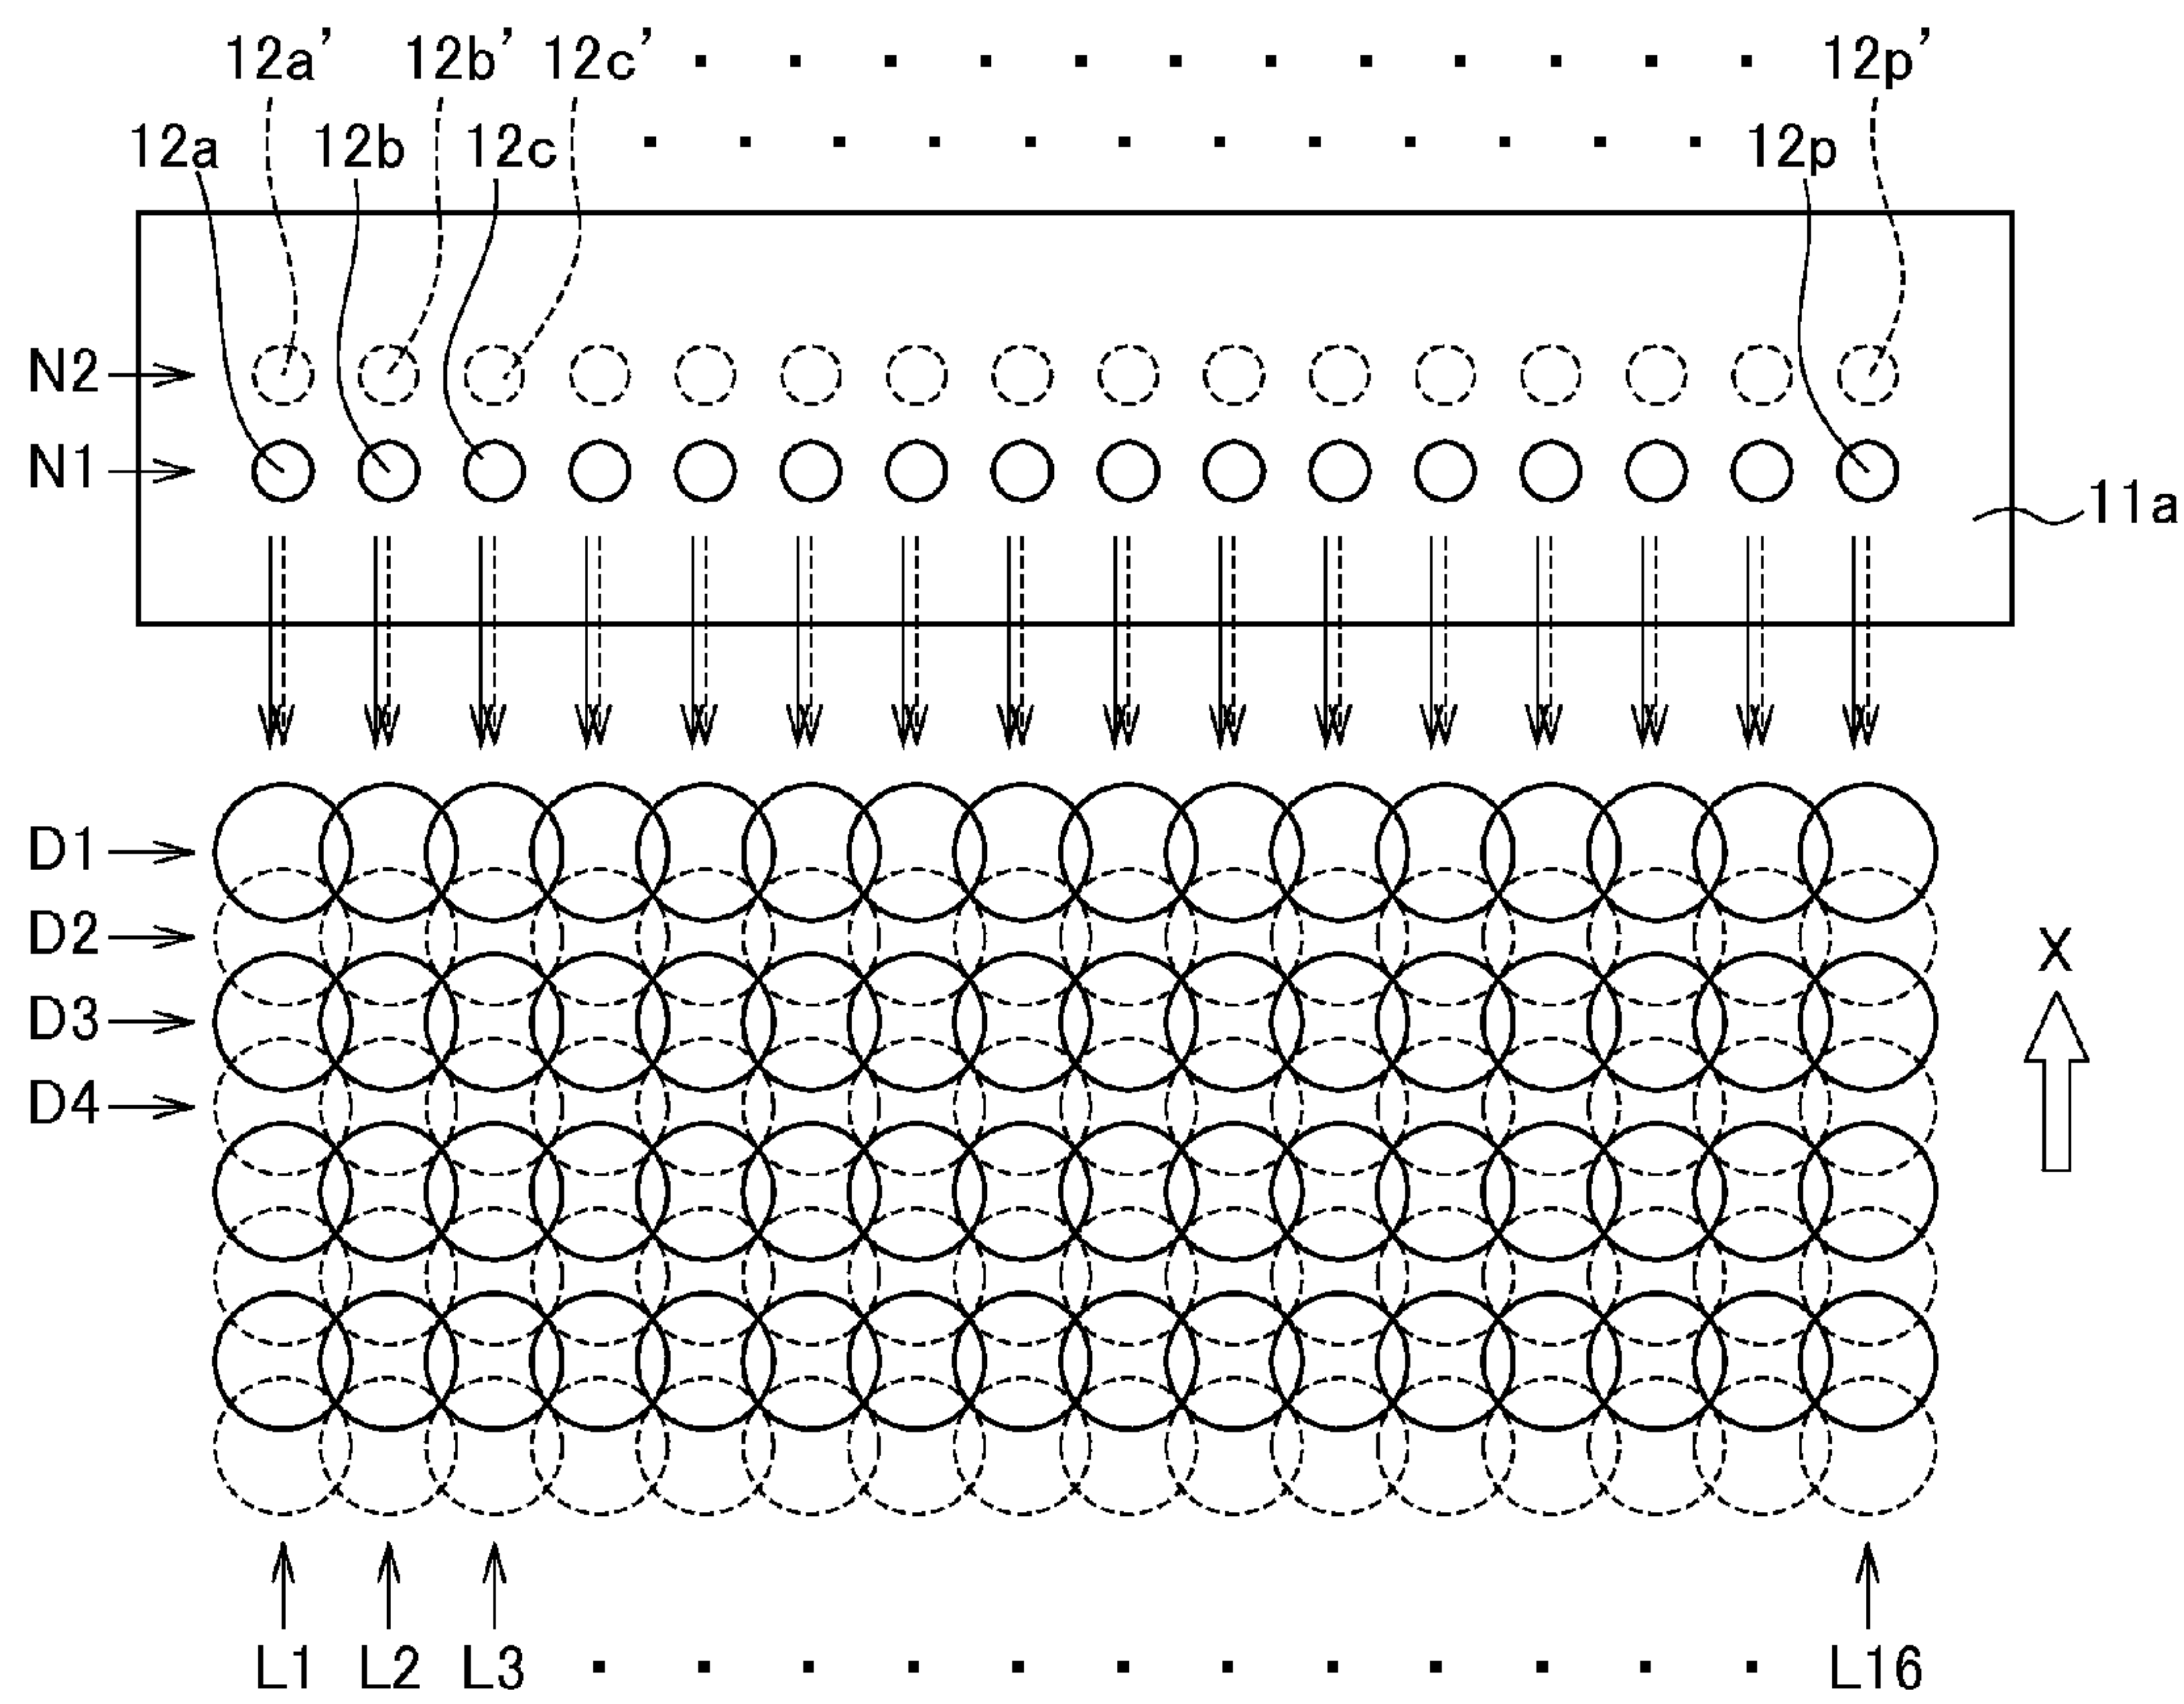 12a' 12b' 12c' · · · · · · · · · · · · 12p'
12a 12b 12c · · · · · · · · · · · · 12p
N2
N1
11a
D1
D2
X
D3
D4
L1 L2 L3 · · · · · · · · · · · · L16